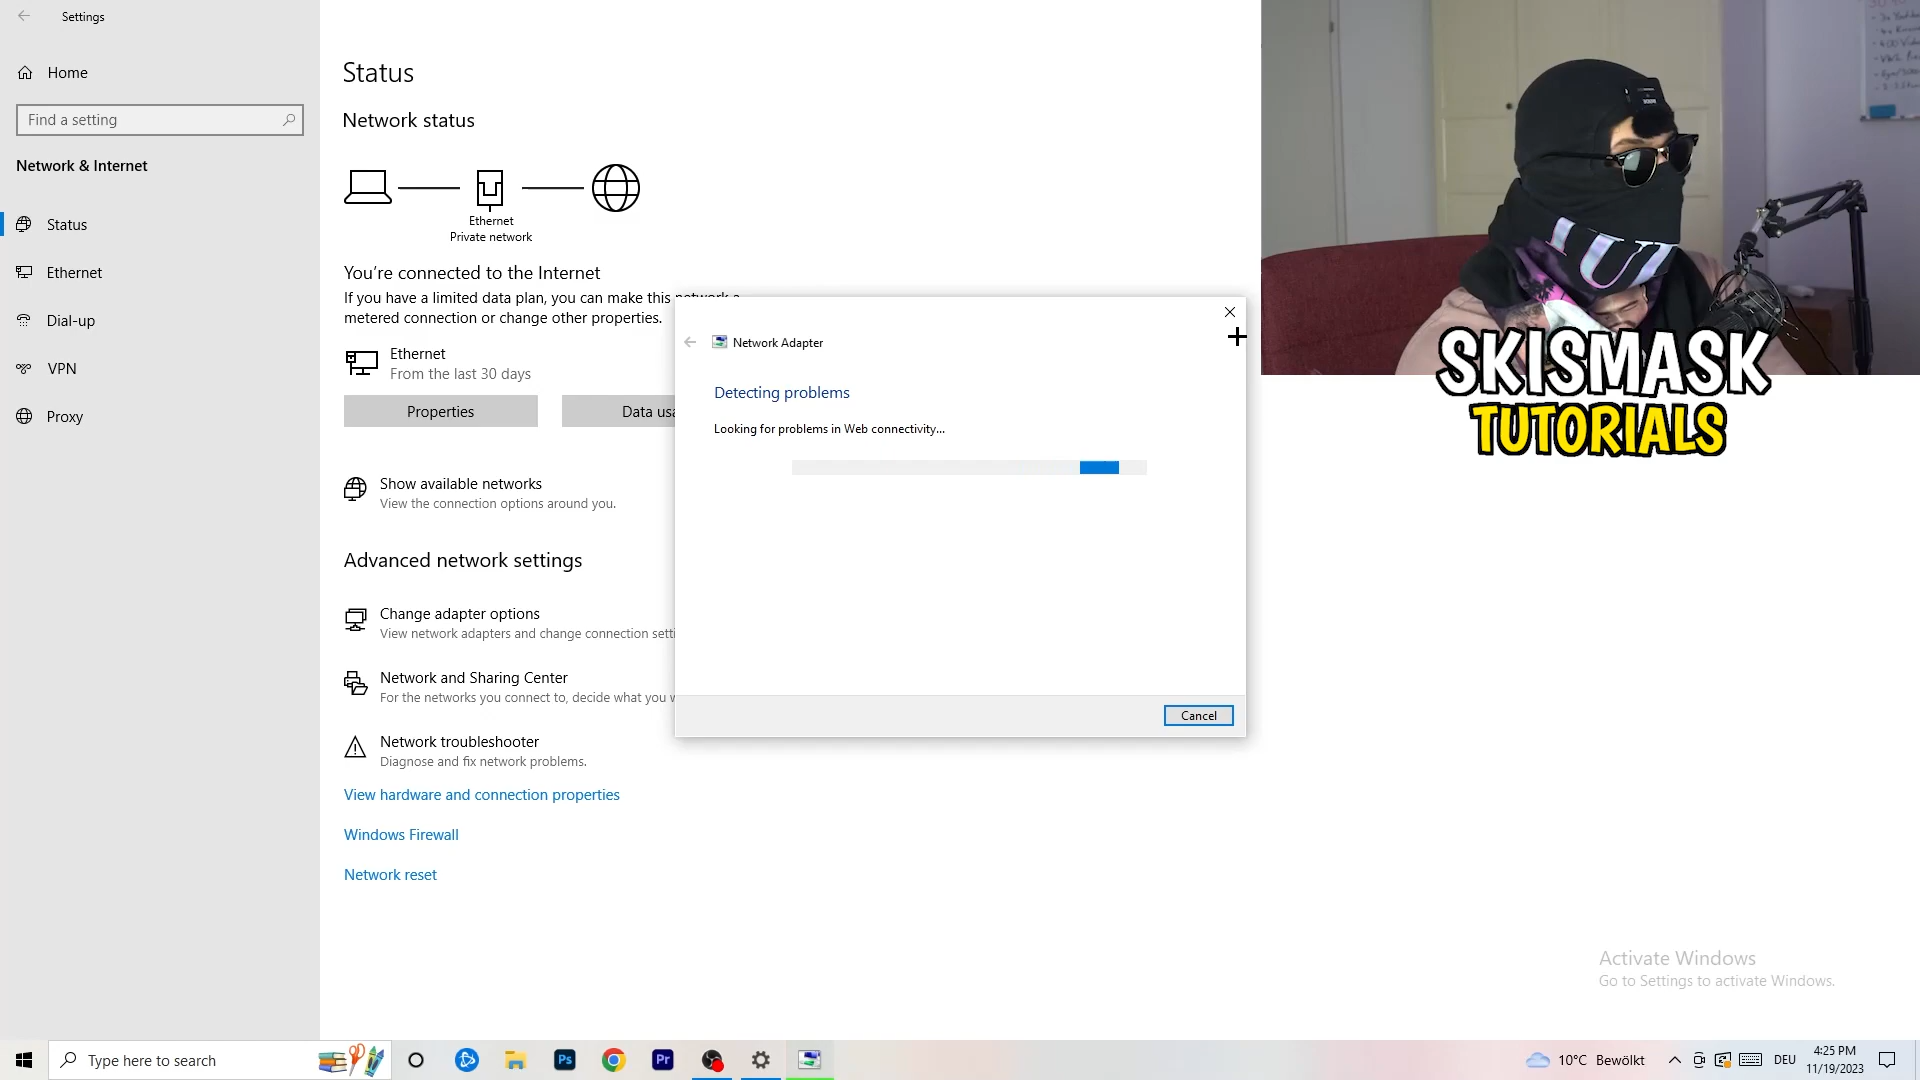 Settings
Home
Find a setting
Network & Internet
Status
Ethernet
Dial-up
VPN
Proxy
Status
Network status
Ethernet
Private network
You're connected to the Internet
If you have a limited data plan, you can make this
metered connection or change other properties.
Ethernet
From the last 30 days
Properties
Data
Show available networks
View the connection options around you.
Advanced network settings
Change adapter options
View network adapters and change connection
Network and Sharing Center
For the networks you connect to, decide what you
Network troubleshooter
Diagnose and fix network problems.
View hardware and connection properties
Windows Firewall
Network reset
Network Adapter
Detecting problems
Looking for problems in Web connectivity...
Cancel
SKISMASK
TUTORIALS
Activate Windows
Go to Settings to activate Windows.
Type here to search
Ps
Pr
10°C Bewölkt
DEU
4:25 PM
11/19/2023